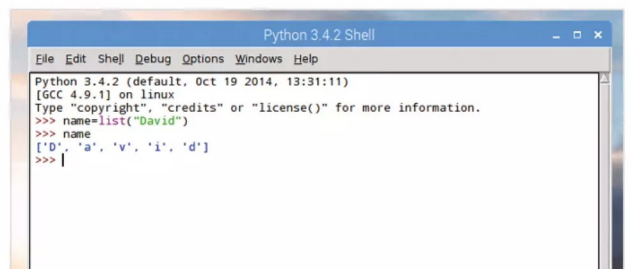 Python 3.4.2 Shell
File Edit Shell Debug Options Windows Help
Python 3.4.2 (default, Oct 19 2014, 13:31:11)
[GCC 4.9.1] on linux
Type "copyright", "credits" or "license()" for more information.
>>> name=list("David")
>>> name
['D', 'a', 'v', 'i', 'd']
>>>